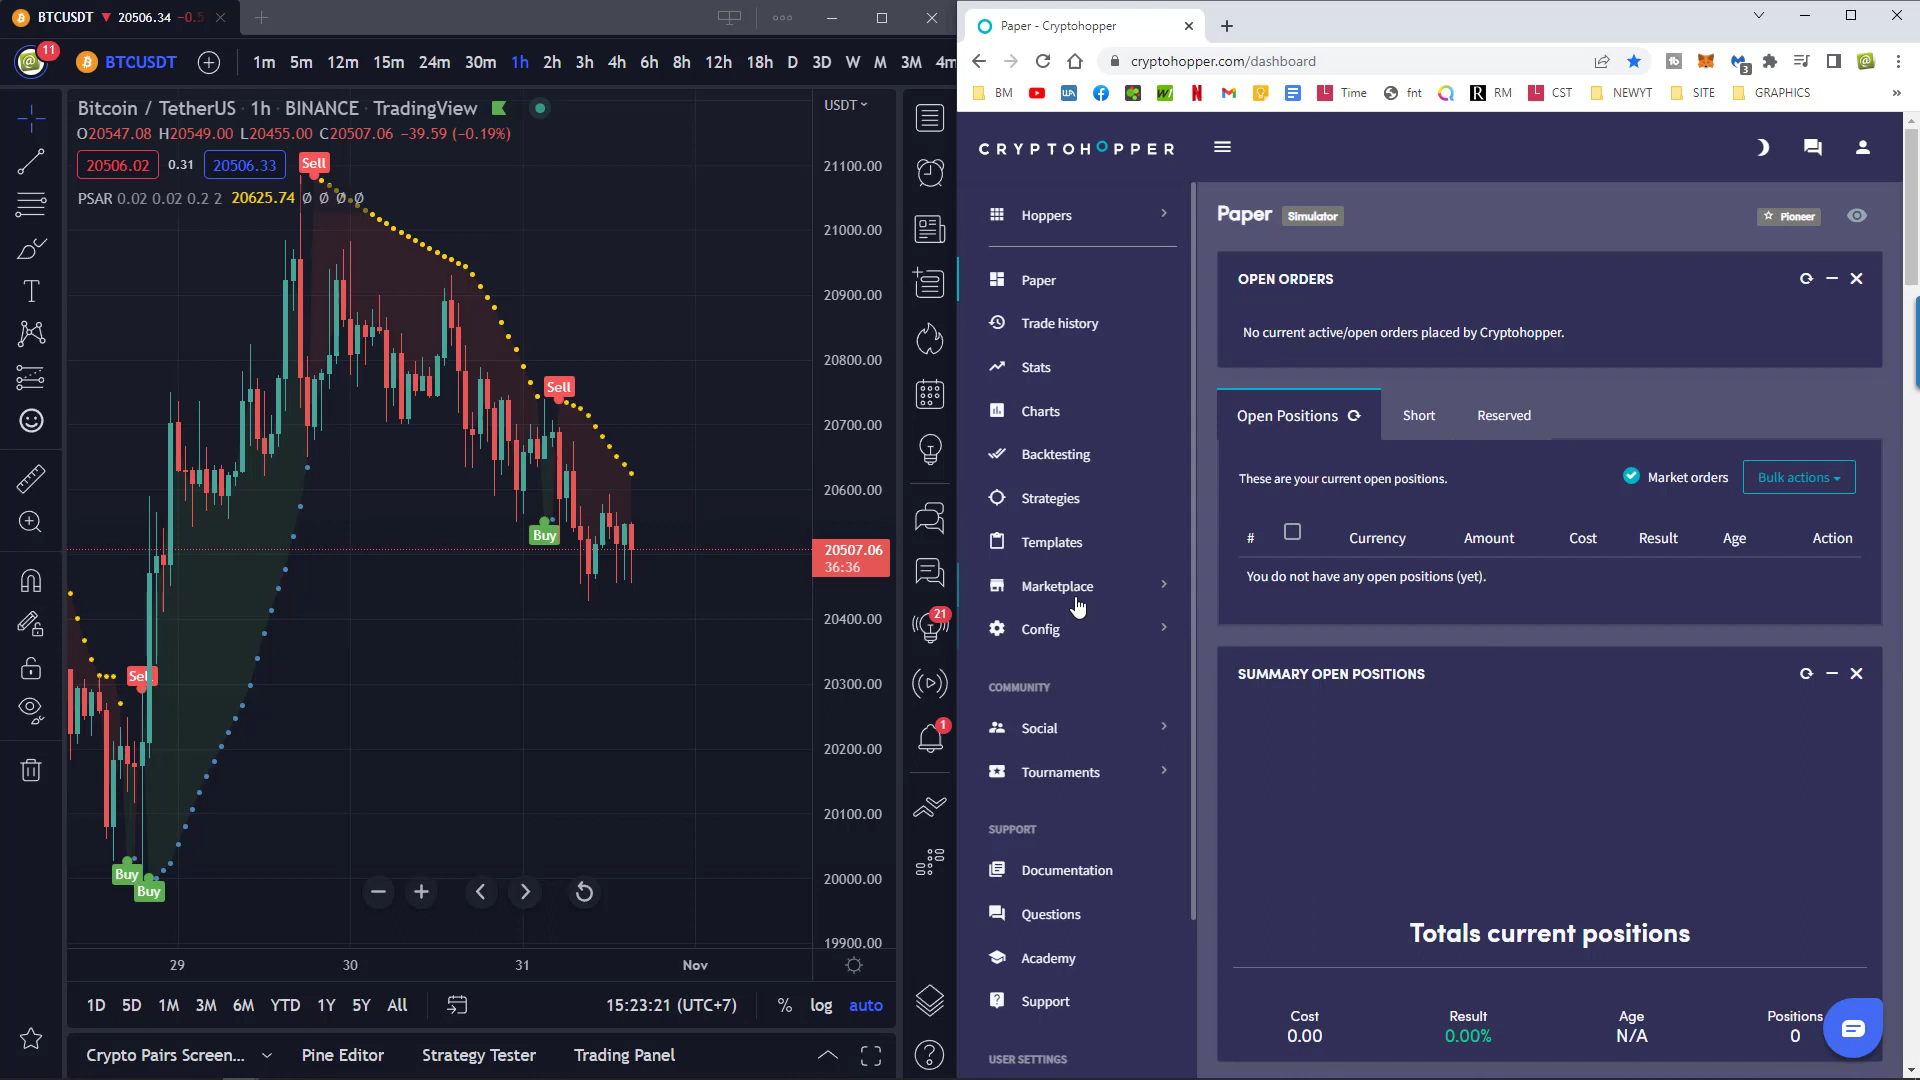 BTCUSDT ▼ 20506.34 −0.5
11
BTCUSDT
1m 5m 12m 15m 24m 30m 1h 2h 3h 4h 6h 8h 12h 18h D 3D W M 3M 4m
Bitcoin / TetherUS · 1h · BINANCE · TradingView
O20547.08 H20549.00 L20455.00 C20507.06 −39.59 (−0.19%)
20506.02 0.31 20506.33
PSAR 0.02 0.02 0.2 2 20625.74 Ø Ø Ø Ø
USDT
21100.00
21000.00
20900.00
20800.00
20700.00
20600.00
20507.06
36:36
20400.00
20300.00
20200.00
20100.00
20000.00
19900.00
Sell
Sell
Buy
Sell
Buy
Buy
29 30 31 Nov
1D 5D 1M 3M 6M YTD 1Y 5Y All
15:23:21 (UTC+7) % log auto
Crypto Pairs Screen... Pine Editor Strategy Tester Trading Panel
21
1
Paper - Cryptohopper
cryptohopper.com/dashboard
3
BM Time fnt RM CST NEWYT SITE GRAPHICS »
CRYPTOHOPPER
Hoppers
Paper
Trade history
Stats
Charts
Backtesting
Strategies
Templates
Marketplace
Config
COMMUNITY
Social
Tournaments
SUPPORT
Documentation
Questions
Academy
Support
USER SETTINGS
Paper Simulator
Pioneer
OPEN ORDERS
No current active/open orders placed by Cryptohopper.
Open Positions Short Reserved
These are your current open positions.
Market orders Bulk actions
# Currency Amount Cost Result Age Action
You do not have any open positions (yet).
SUMMARY OPEN POSITIONS
Totals current positions
Cost Result Age Positions
0.00 0.00% N/A 0